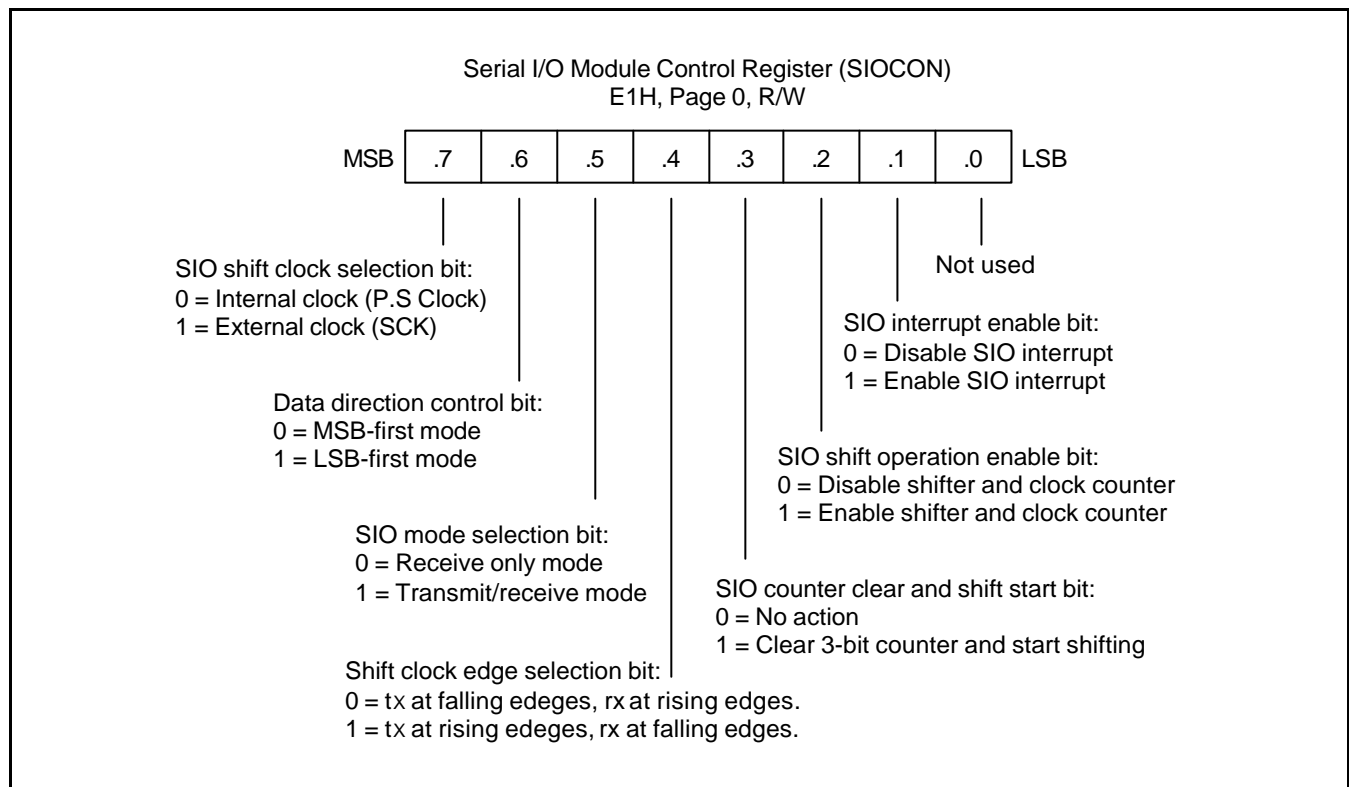 Serial I/O Module Control Register (SIOCON)
E1H, Page 0, R/W
MSB .7 .6 .5 .4 .3 .2 .1 .0 LSB
SIO shift clock selection bit:
0 = Internal clock (P.S Clock)
1 = External clock (SCK)
Not used
SIO interrupt enable bit:
0 = Disable SIO interrupt
1 = Enable SIO interrupt
Data direction control bit:
0 = MSB-first mode
1 = LSB-first mode
SIO shift operation enable bit:
0 = Disable shifter and clock counter
1 = Enable shifter and clock counter
SIO mode selection bit:
0 = Receive only mode
1 = Transmit/receive mode
SIO counter clear and shift start bit:
0 = No action
1 = Clear 3-bit counter and start shifting
Shift clock edge selection bit:
0 = tx at falling edeges, rx at rising edges.
1 = tx at rising edeges, rx at falling edges.